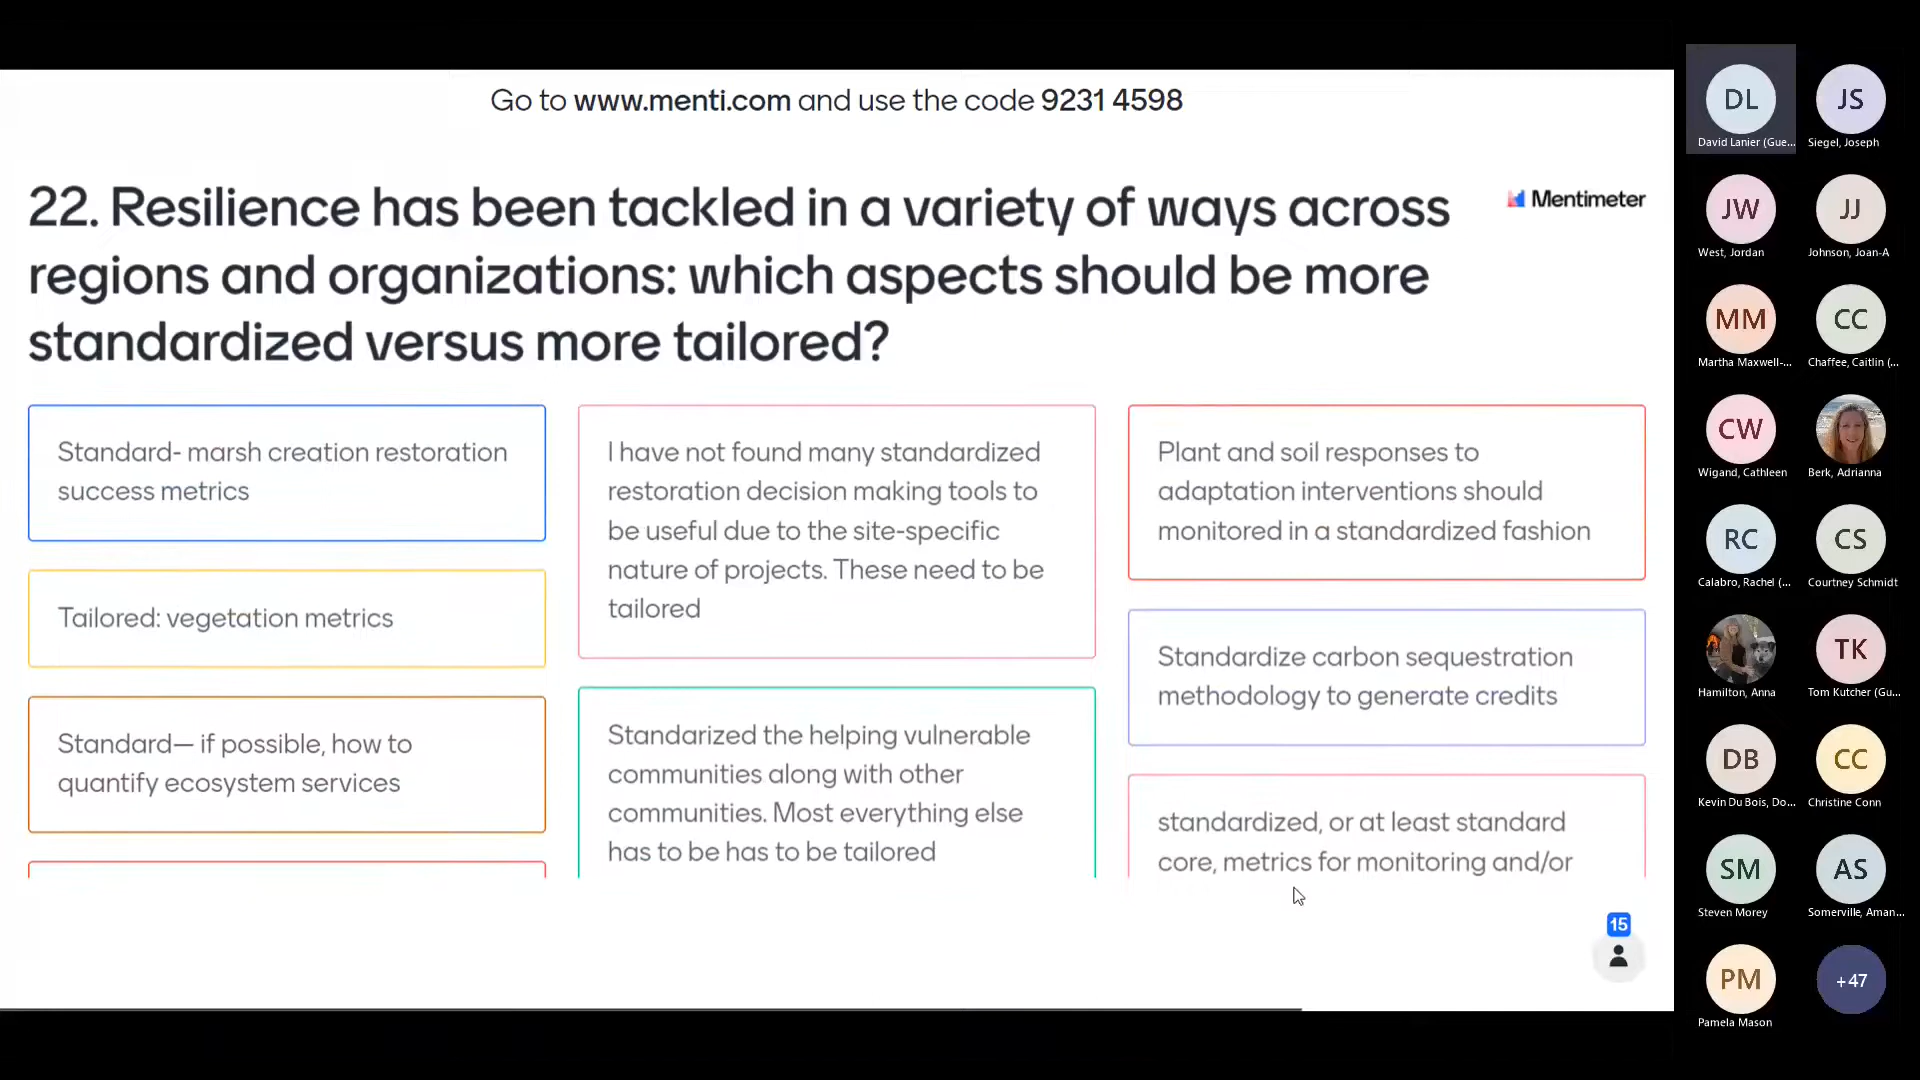 Go to www.menti.com and use the code 9231 4598
22. Resilience has been tackled in a variety of ways across
regions and organizations: which aspects should be more
standardized versus more tailored?
Mentimeter
Standard- marsh creation restoration
success metrics
Tailored: vegetation metrics
Standard— if possible, how to
quantify ecosystem services
I have not found many standardized
restoration decision making tools to
be useful due to the site-specific
nature of projects. These need to be
tailored
Standarized the helping vulnerable
communities along with other
communities. Most everything else
has to be has to be tailored
Plant and soil responses to
adaptation interventions should
monitored in a standardized fashion
Standardize carbon sequestration
methodology to generate credits
standardized, or at least standard
core, metrics for monitoring and/or
15
DL
David Lanier (Gue...
JS
Siegel, Joseph
JW
West, Jordan
JJ
Johnson, Joan-A
MM
Martha Maxwell-...
CC
Chaffee, Caitlin (...
CW
Wigand, Cathleen
Berk, Adrianna
RC
Calabro, Rachel (...
CS
Courtney Schmidt
Hamilton, Anna
TK
Tom Kutcher (Gu...
DB
Kevin Du Bois, Do...
CC
Christine Conn
SM
Steven Morey
AS
Somerville, Aman...
PM
Pamela Mason
+47